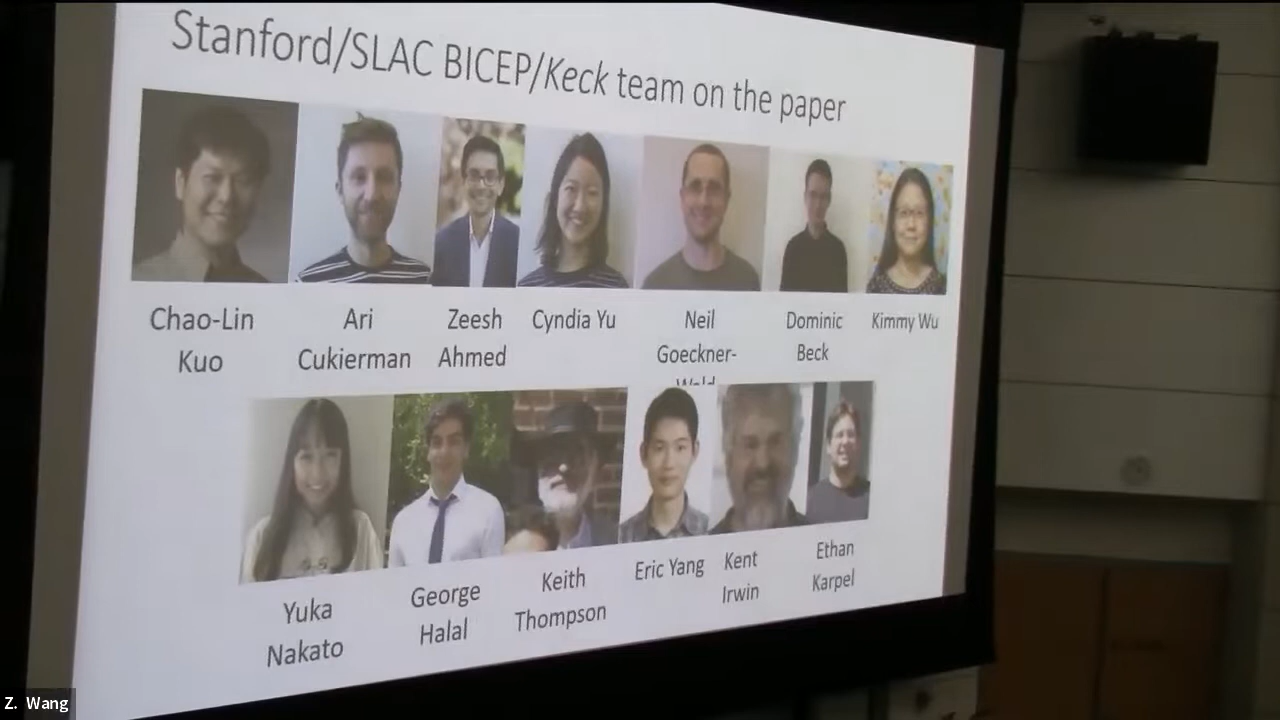 Stanford/SLAC BICEP/Keck team on the paper
Chao-Lin
Kuo
Ari
Cukierman
Zeesh
Ahmed
Cyndia Yu
Neil
Goeckner-
Wald
Dominic
Beck
Kimmy Wu
Yuka
Nakato
George
Halal
Keith
Thompson
Eric Yang
Kent
Irwin
Ethan
Karpel
Z. Wang